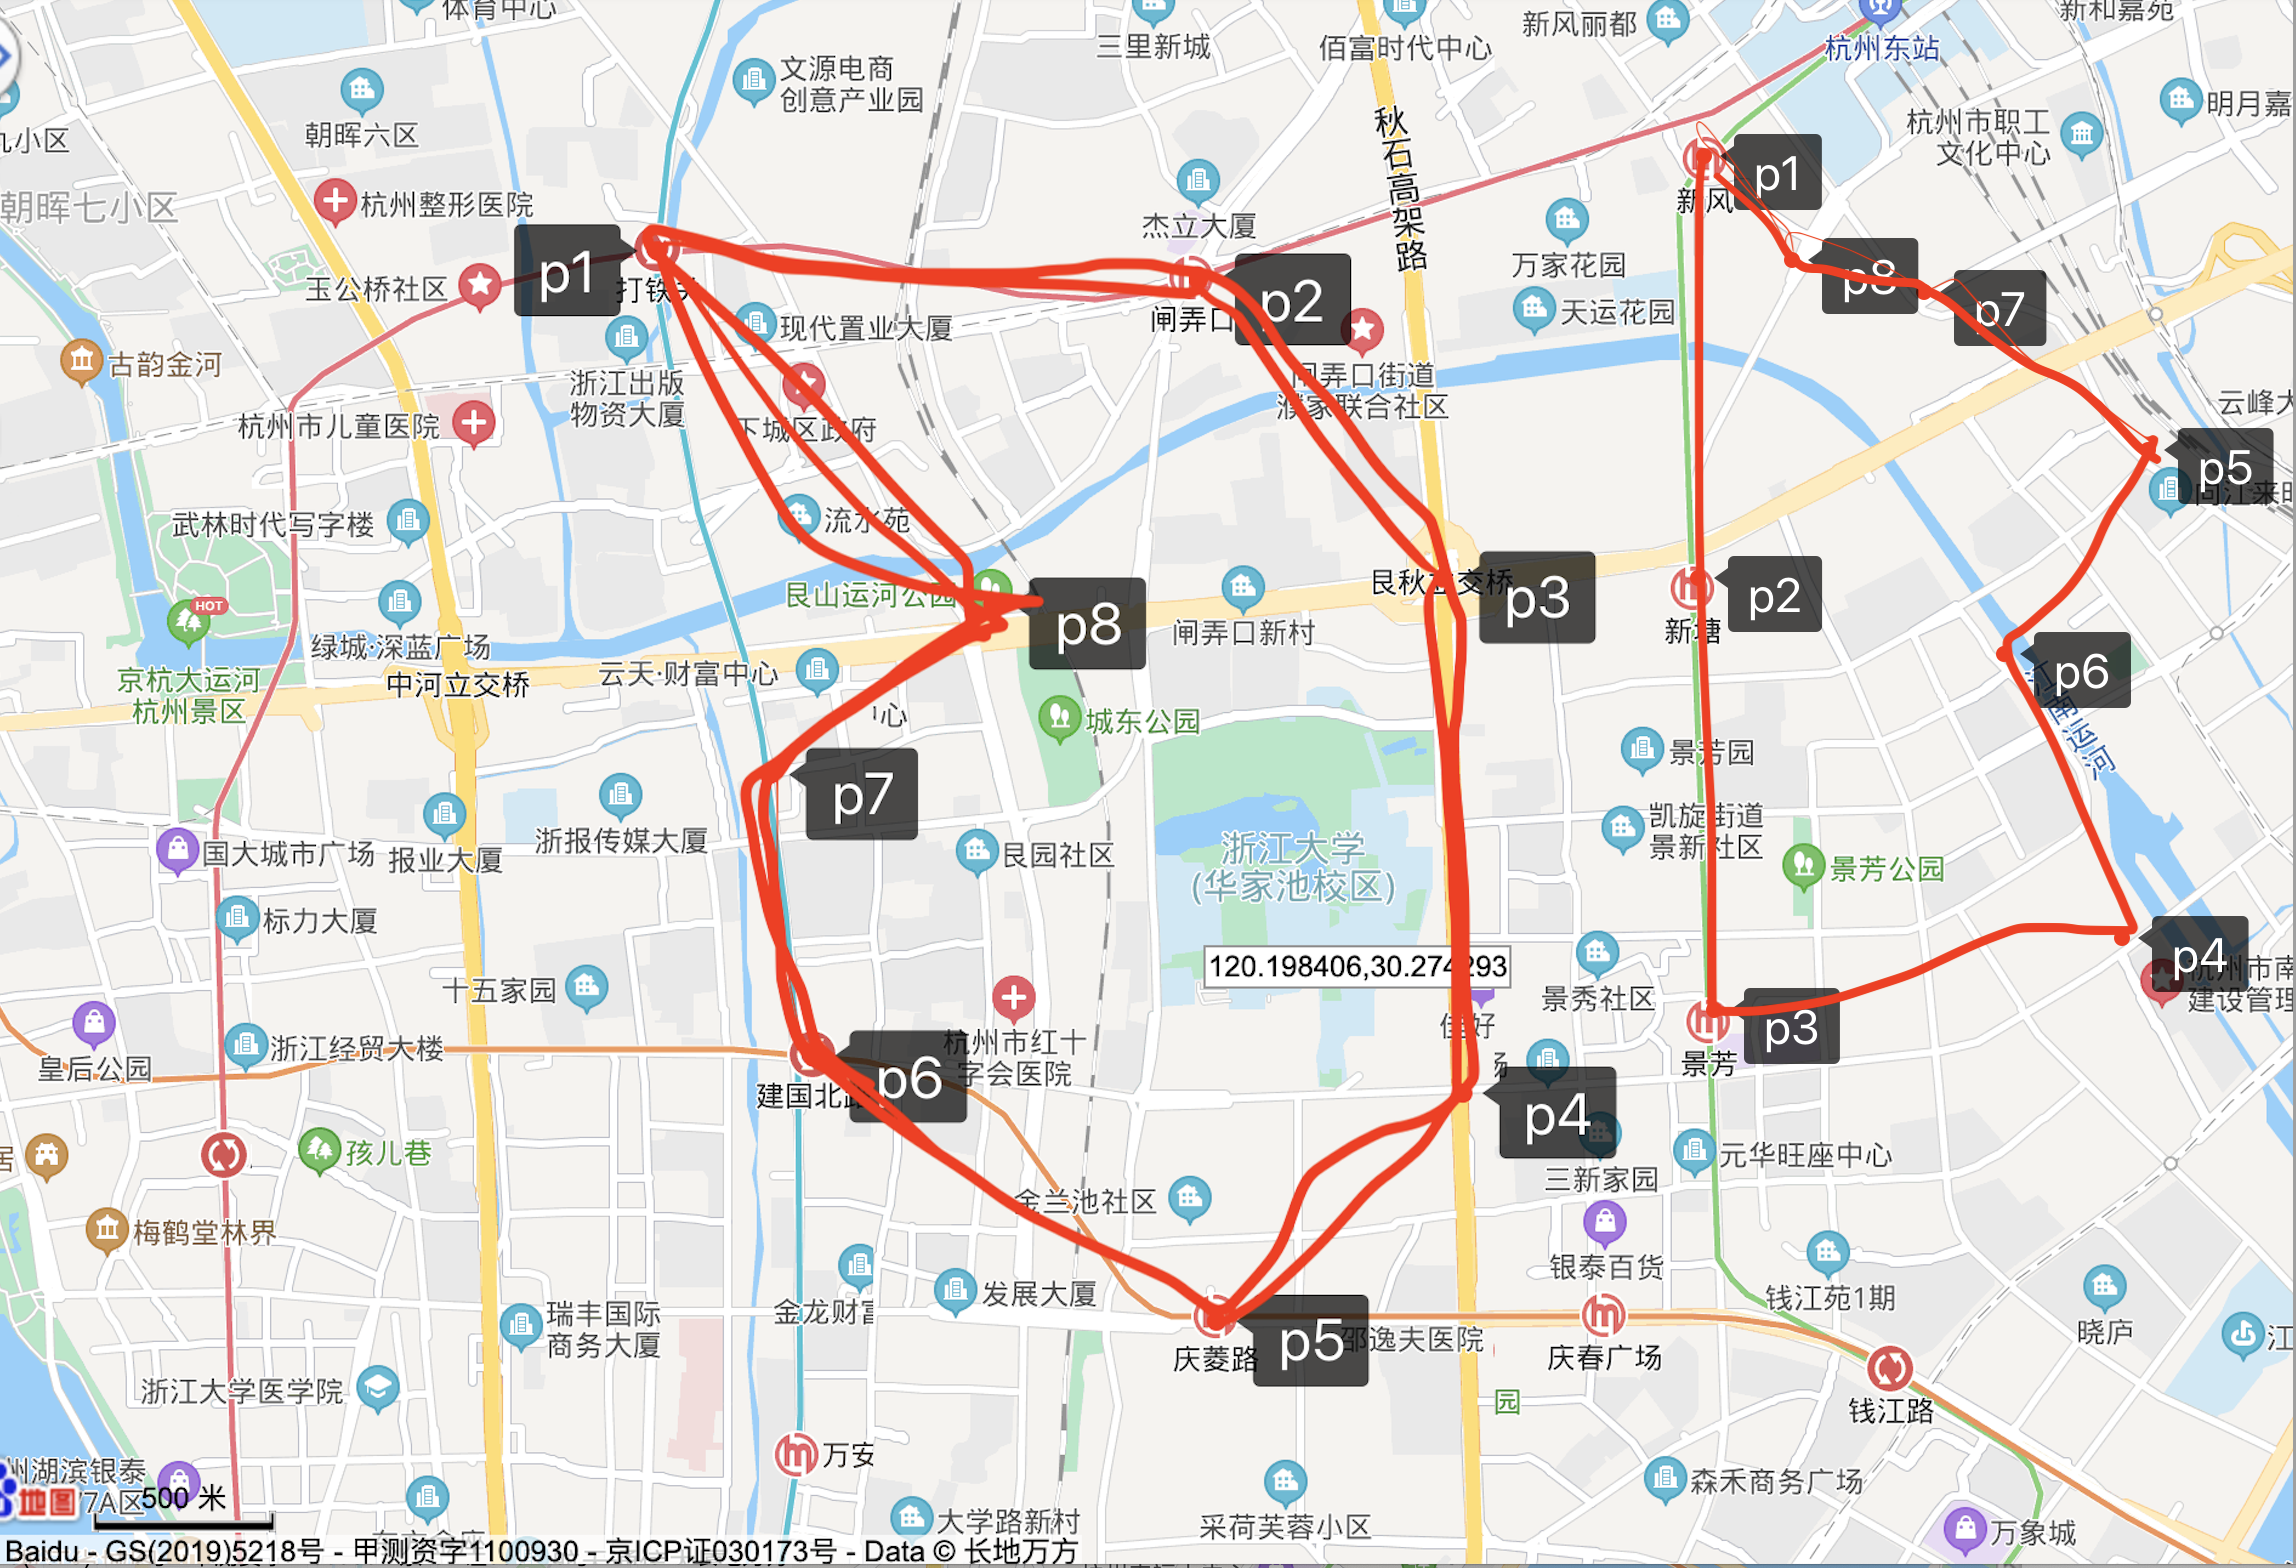 体育中心
三里新城
佰富时代中心
新风丽都
杭州东站
新和嘉苑
文源电商
创意产业园
朝晖六区
小区
秋石高架路
杭州市职工
文化中心
明月嘉
朝晖七小区
杭州整形医院
杰立大厦
新风
p1
玉公桥社区
p1
打铁
p2
万家花园
p8
闸弄口
天运花园
p7
现代置业大厦
古韵金河
浙江出版
物资大厦
闸弄口街道
濮家联合社区
云峰大
杭州市儿童医院
下城区政府
p5
武林时代写字楼
流水苑
HOT
艮山运河公园
p8
艮秋立交桥
p3
p2
闸弄口新村
新塘
绿城·深蓝广场
云天·财富中心
中河立交桥
京杭大运河
杭州景区
p6
江南运河
心
城东公园
景芳园
p7
浙江大学
(华家池校区)
凯旋街道
景新社区
浙报传媒大厦
国大城市广场
报业大厦
艮园社区
景芳公园
标力大厦
p4
120.198406,30.274293
十五家园
景秀社区
杭州市南
建设管理
佳好
场
p3
浙江经贸大楼
杭州市红十
字会医院
皇后公园
景芳
建国北路
p6
p4
孩儿巷
居
元华旺座中心
三新家园
金兰池社区
梅鹤堂林界
银泰百货
发展大厦
金龙财富
钱江苑1期
瑞丰国际
商务大厦
庆菱路
p5
邵逸夫医院
庆春广场
晓庐
江
浙江大学医学院
园
钱江路
万安
州湖滨银泰
77A区
500 米
地图
森禾商务广场
大学路新村
采荷芙蓉小区
万象城
Baidu - GS(2019)5218号 - 甲测资字1100930 - 京ICP证030173号 - Data © 长地万方